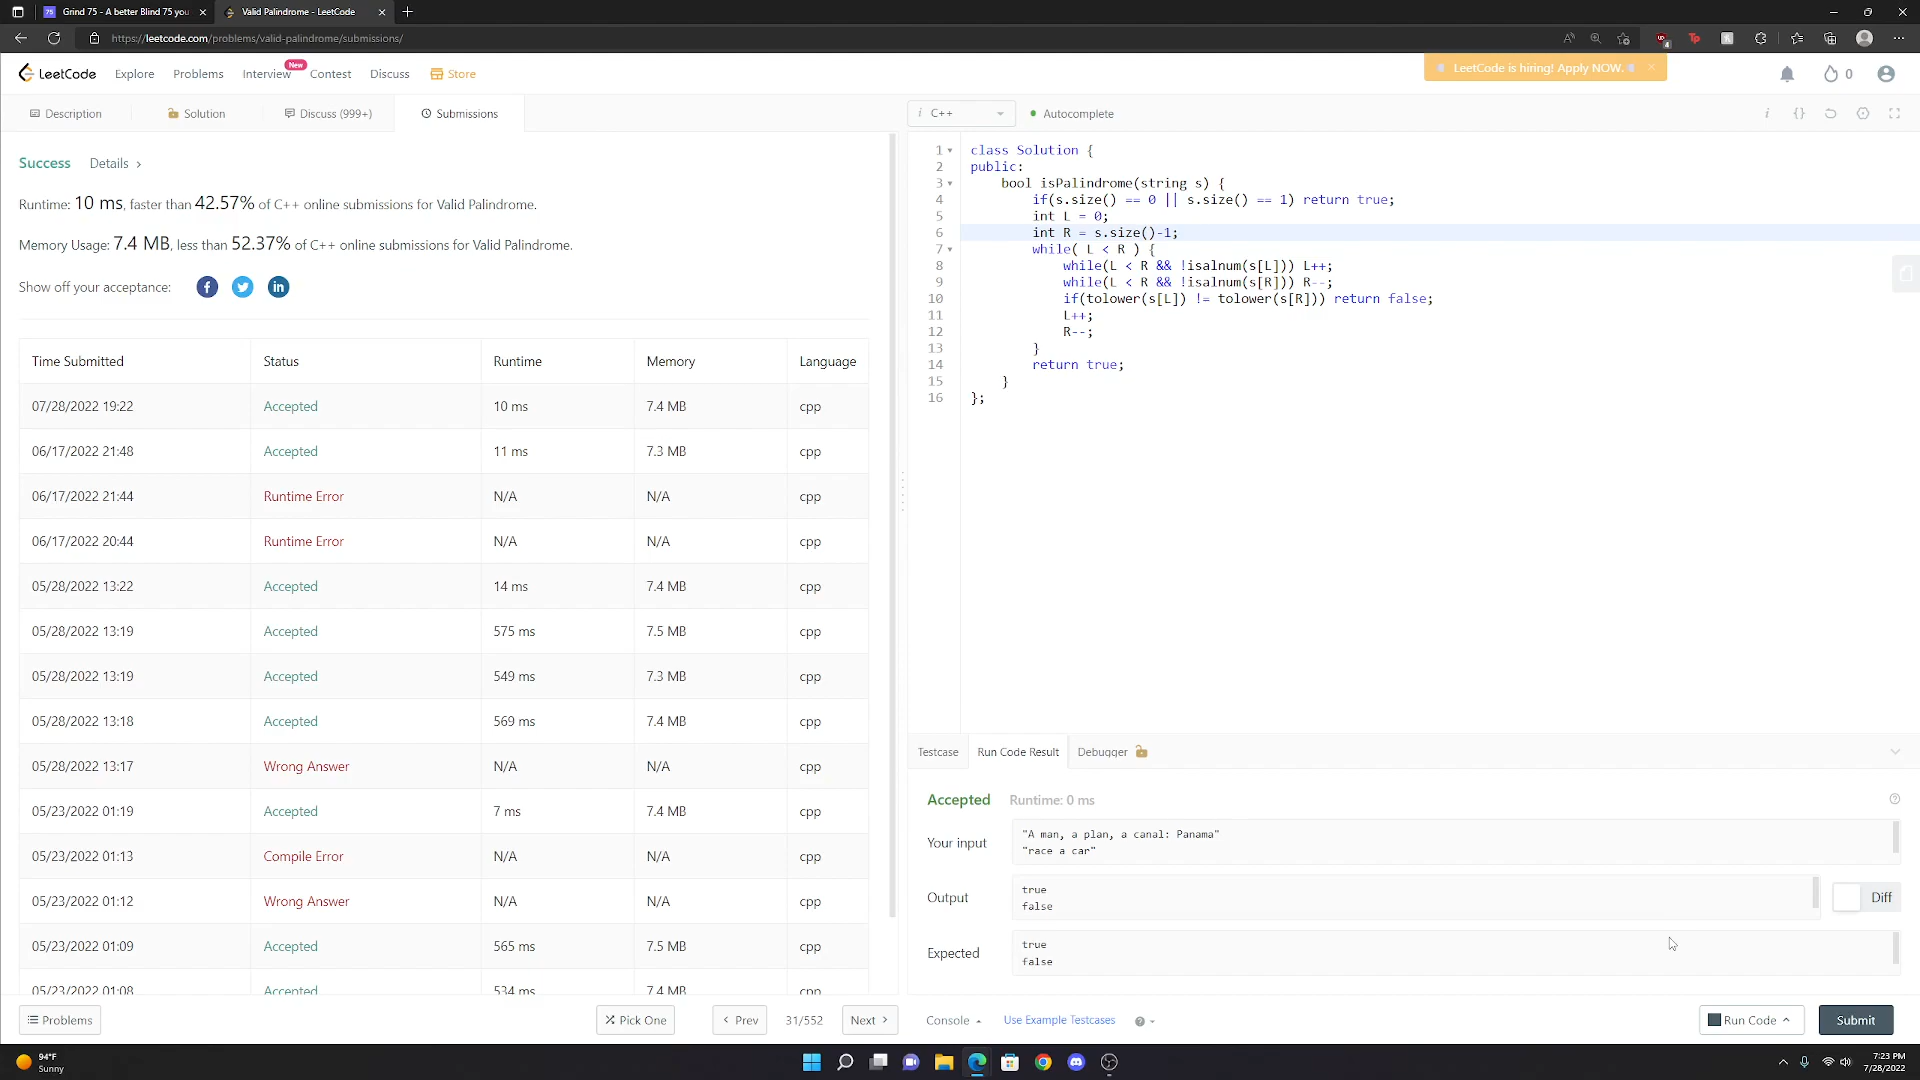 Grind 75 - A better Blind 75 you
Valid Palindrome - LeetCode
https://leetcode.com/problems/valid-palindrome/submissions/
LeetCode
Explore
Problems
Interview
New
Contest
Discuss
Store
LeetCode is hiring! Apply NOW.
0
Description
Solution
Discuss (999+)
Submissions
C++
Autocomplete
Success
Details
Runtime: 10 ms, faster than 42.57% of C++ online submissions for Valid Palindrome.
Memory Usage: 7.4 MB, less than 52.37% of C++ online submissions for Valid Palindrome.
Show off your acceptance:
Time Submitted Status Runtime Memory Language
07/28/2022 19:22 Accepted 10 ms 7.4 MB cpp
06/17/2022 21:48 Accepted 11 ms 7.3 MB cpp
06/17/2022 21:44 Runtime Error N/A N/A cpp
06/17/2022 20:44 Runtime Error N/A N/A cpp
05/28/2022 13:22 Accepted 14 ms 7.4 MB cpp
05/28/2022 13:19 Accepted 575 ms 7.5 MB cpp
05/28/2022 13:19 Accepted 549 ms 7.3 MB cpp
05/28/2022 13:18 Accepted 569 ms 7.4 MB cpp
05/28/2022 13:17 Wrong Answer N/A N/A cpp
05/23/2022 01:19 Accepted 7 ms 7.4 MB cpp
05/23/2022 01:13 Compile Error N/A N/A cpp
05/23/2022 01:12 Wrong Answer N/A N/A cpp
05/23/2022 01:09 Accepted 565 ms 7.5 MB cpp
05/23/2022 01:08 Accepted 534 ms 7.4 MB cpp
1 class Solution {
2 public:
3     bool isPalindrome(string s) {
4         if(s.size() == 0 || s.size() == 1) return true;
5         int L = 0;
6         int R = s.size()-1;
7         while( L < R ) {
8             while(L < R && !isalnum(s[L])) L++;
9             while(L < R && !isalnum(s[R])) R--;
10             if(tolower(s[L]) != tolower(s[R])) return false;
11             L++;
12             R--;
13         }
14         return true;
15     }
16 };
Testcase
Run Code Result
Debugger
Accepted
Runtime: 0 ms
Your input
"A man, a plan, a canal: Panama"
"race a car"
Output
true
false
Diff
Expected
true
false
Problems
Pick One
Prev
31/552
Next
Console
Use Example Testcases
Run Code
Submit
94°F
Sunny
7:23 PM
7/28/2022